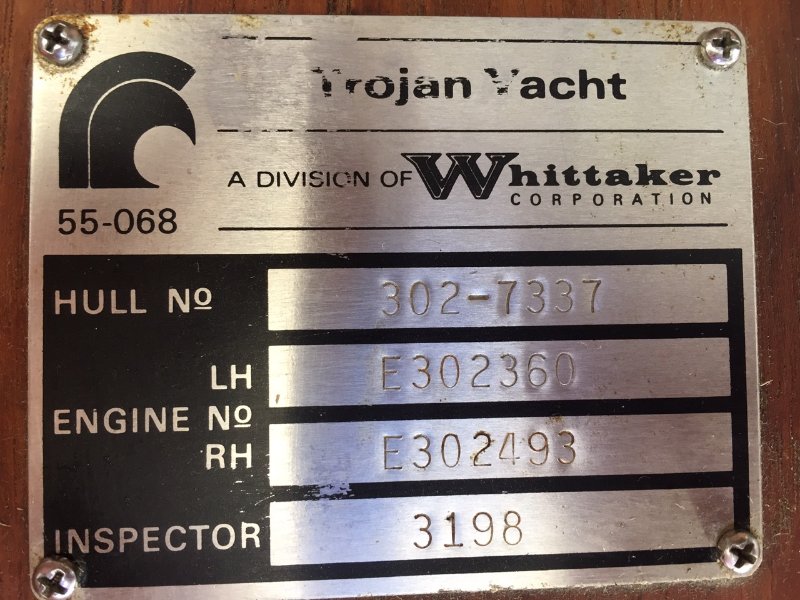 Trojan Yacht
A DIVISION OF Whittaker
CORPORATION
55-068
HULL Nº 302-7337
LH E302360
ENGINE Nº
RH E302493
INSPECTOR 3198